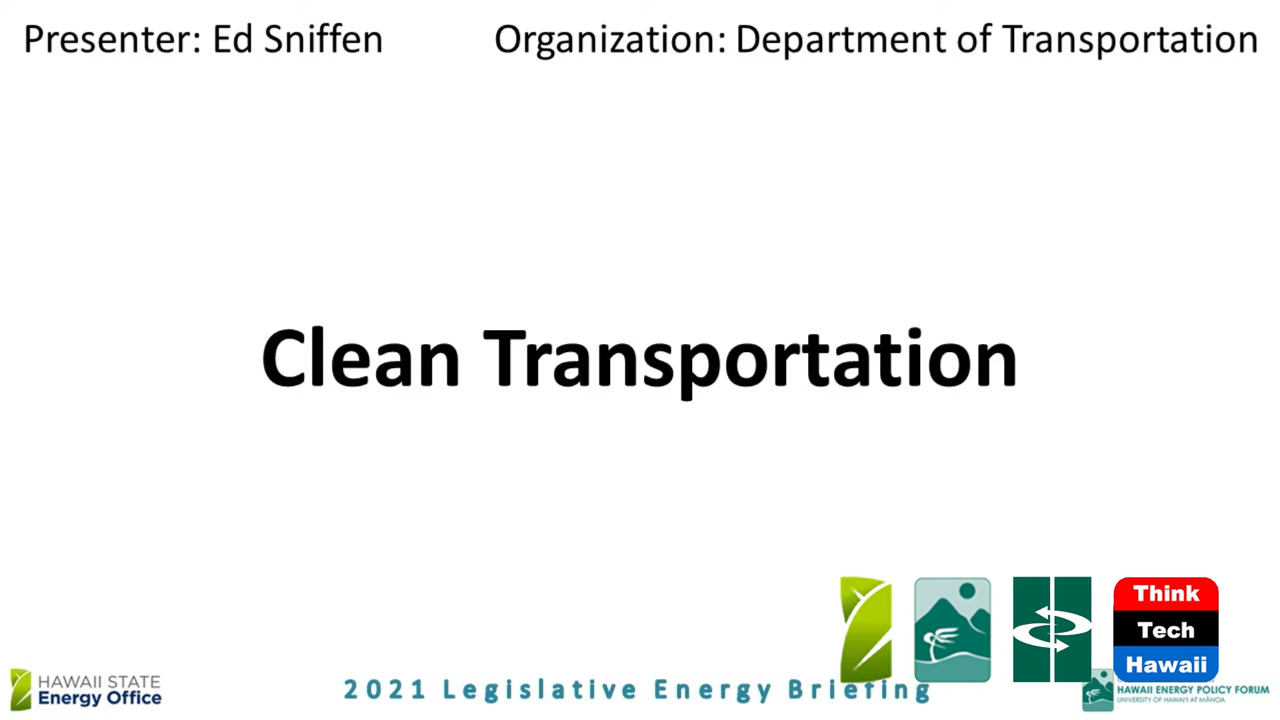 Presenter: Ed Sniffen
Organization: Department of Transportation
Clean Transportation
Think
Tech
Hawaii
HAWAII STATE
Energy Office
2021 Legislative Energy Briefing
HAWAII ENERGY POLICY FORUM
UNIVERSITY OF HAWAI'I AT MĀNOA